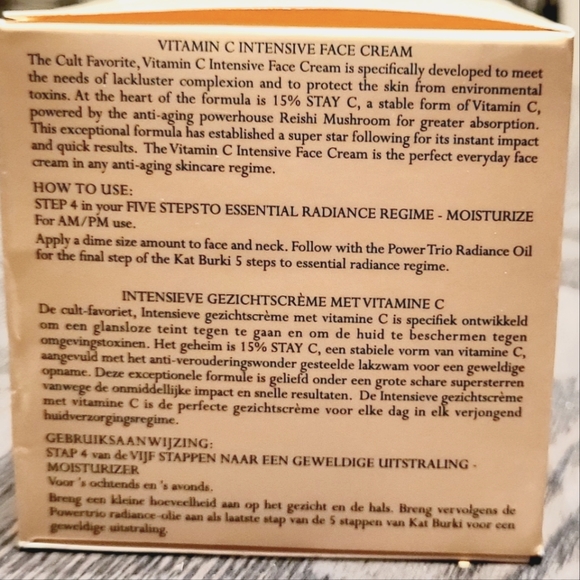 VITAMIN C INTENSIVE FACE CREAM
The Cult Favorite, Vitamin C Intensive Face Cream is specifically developed to meet
the needs of lackluster complexion and to protect the skin from environmental
toxins. At the heart of the formula is 15% STAY C, a stable form of Vitamin C,
powered by the anti-aging powerhouse Reishi Mushroom for greater absorption.
This exceptional formula has established a super star following for its instant impact
and quick results. The Vitamin C Intensive Face Cream is the perfect everyday face
cream in any anti-aging skincare regime.
HOW TO USE:
STEP 4 in your FIVE STEPS TO ESSENTIAL RADIANCE REGIME - MOISTURIZE
For AM/PM use.
Apply a dime size amount to face and neck. Follow with the Power Trio Radiance Oil
for the final step of the Kat Burki 5 steps to essential radiance regime.
INTENSIEVE GEZICHTSCRÈME MET VITAMINE C
De cult-favoriet, Intensieve gezichtscrème met vitamine C is specifiek ontwikkeld
om een glansloze teint tegen te gaan en om de huid te beschermen tegen
omgevingstoxinen. Het geheim is 15% STAY C, een stabiele vorm van vitamine C,
aangevuld met het anti-verouderingswonder gesteelde lakzwam voor een geweldige
opname. Deze exceptionele formule is geliefd onder een grote schare supersterren
vanwege de onmiddellijke impact en snelle resultaten. De Intensieve gezichtscrème
met vitamine C is de perfecte gezichtscrème voor elke dag in elk verjongend
huidverzorgingsregime.
GEBRUIKSAANWIJZING:
STAP 4 van de VIJF STAPPEN NAAR EEN GEWELDIGE UITSTRALING -
MOISTURIZER
Voor 's ochtends en 's avonds.
Breng een kleine hoeveelheid aan op het gezicht en de hals. Breng vervolgens de
Powertrio radiance-olie aan als laatste stap van de 5 stappen van Kat Burki voor een
geweldige uitstraling.